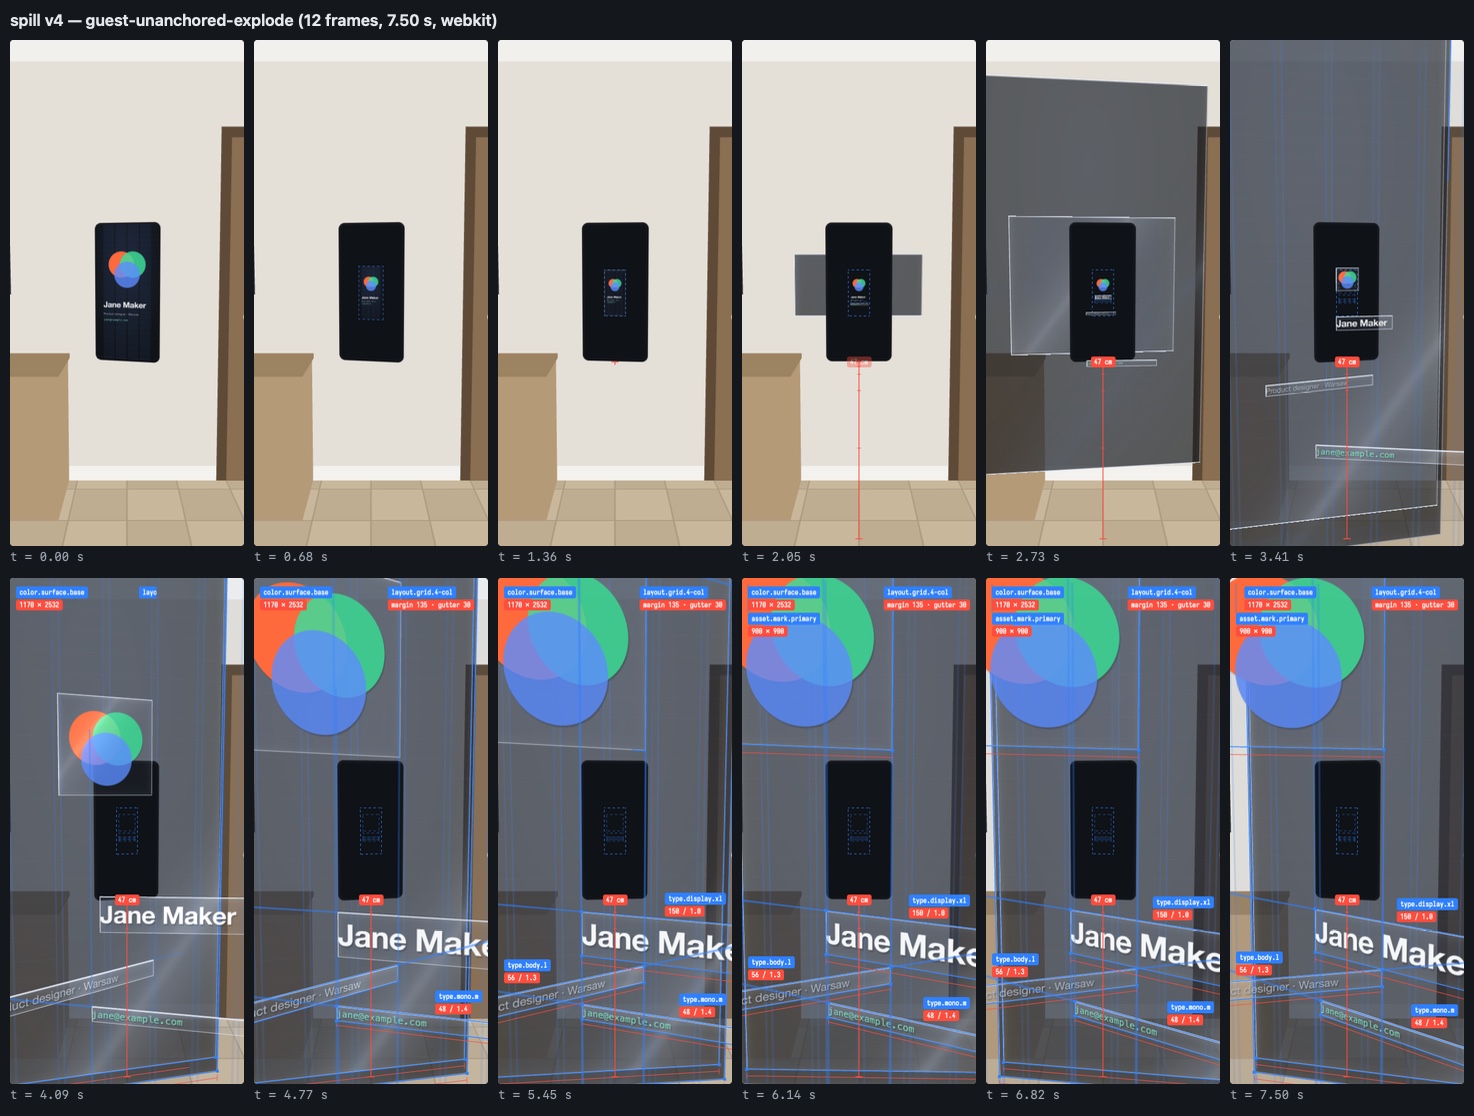 spill v4 — guest-unanchored-explode (12 frames, 7.50 s, webkit)
Jane Maker
t = 0.00 s
t = 0.68 s
t = 1.36 s
t = 2.05 s
47 cm
t = 2.73 s
47 cm
Jane Maker
Product designer · Warsaw
jane@example.com
t = 3.41 s
color.surface.base
layo
1170 × 2532
47 cm
Jane Maker
uct designer · Warsaw
jane@example.com
t = 4.09 s
color.surface.base
layout.grid.4-col
1170 × 2532
margin 135 · gutter 30
47 cm
Jane Make
ct designer · Warsaw
type.mono.m
48 / 1.4
jane@example.com
t = 4.77 s
color.surface.base
layout.grid.4-col
1170 × 2532
margin 135 · gutter 30
47 cm
type.display.xl
150 / 1.0
Jane Make
type.body.l
56 / 1.3
ct designer · Warsaw
type.mono.m
48 / 1.4
jane@example.com
t = 5.45 s
color.surface.base
layout.grid.4-col
1170 × 2532
margin 135 · gutter 30
asset.mark.primary
900 × 900
47 cm
type.display.xl
150 / 1.0
Jane Make
type.body.l
56 / 1.3
ct designer · Warsaw
type.mono.m
48 / 1.4
jane@example.com
t = 6.14 s
color.surface.base
layout.grid.4-col
1170 × 2532
margin 135 · gutter 30
asset.mark.primary
900 × 900
47 cm
type.display.xl
150 / 1.0
Jane Make
type.body.l
56 / 1.3
ct designer · Warsaw
type.mono.m
48 / 1.4
jane@example.com
t = 6.82 s
color.surface.base
layout.grid.4-col
1170 × 2532
margin 135 · gutter 30
asset.mark.primary
900 × 900
47 cm
type.display.xl
150 / 1.0
Jane Make
type.body.l
56 / 1.3
ct designer · Warsaw
type.mono.m
48 / 1.4
jane@example.com
t = 7.50 s